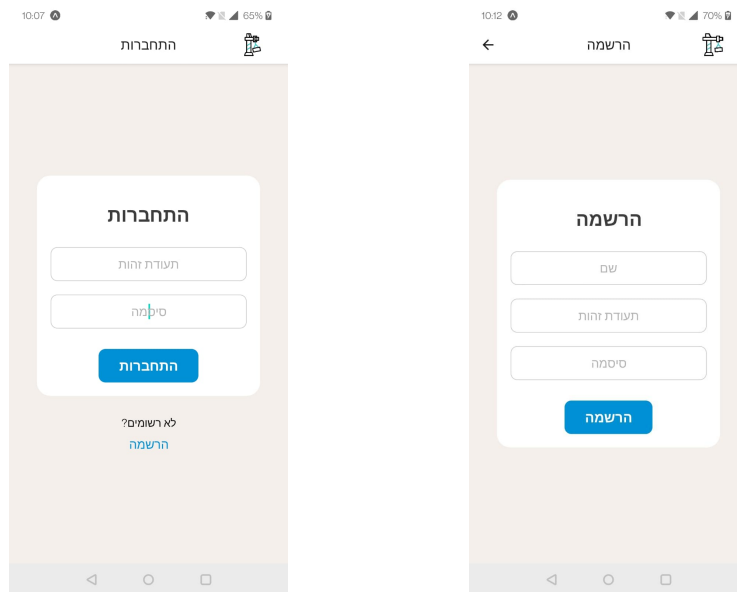 10:07
65%
התחברות
התחברות
תעודת זהות
סיסמה
התחברות
לא רשומים?
הרשמה
10:12
70%
הרשמה
הרשמה
שם
תעודת זהות
סיסמה
הרשמה